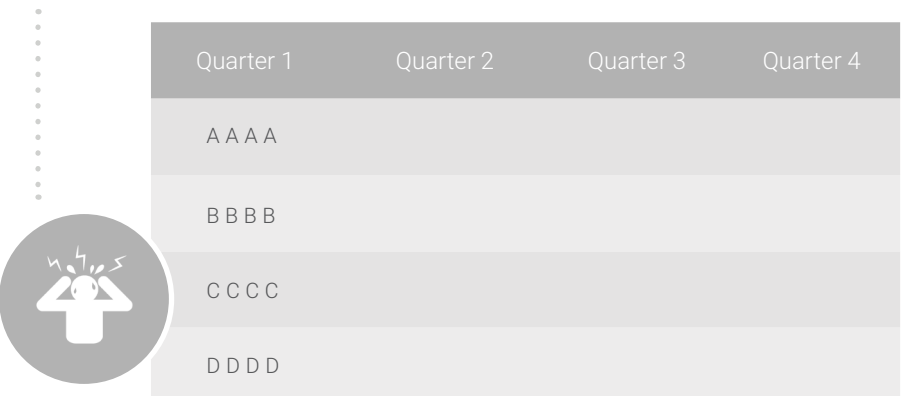 Quarter 1 Quarter 2 Quarter 3 Quarter 4
A A A A
B B B B
C C C C
D D D D